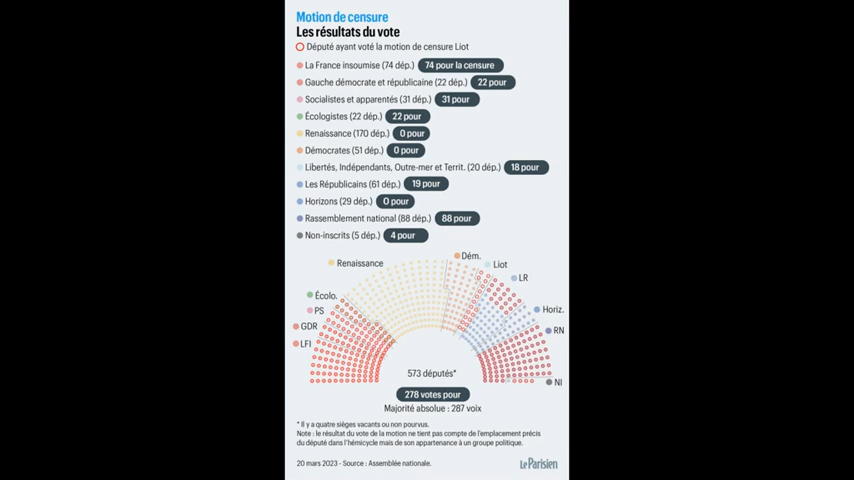 Motion de censure
Les résultats du vote
Député ayant voté la motion de censure Liot
La France insoumise (74 dép.) 74 pour la censure
Gauche démocrate et républicaine (22 dép.) 22 pour
Socialistes et apparentés (31 dép.) 31 pour
Écologistes (22 dép.) 22 pour
Renaissance (170 dép.) 0 pour
Démocrates (51 dép.) 0 pour
Libertés, Indépendants, Outre-mer et Territ. (20 dép.) 18 pour
Les Républicains (61 dép.) 19 pour
Horizons (29 dép.) 0 pour
Rassemblement national (88 dép.) 88 pour
Non-inscrits (5 dép.) 4 pour
Renaissance
Dém.
Liot
LR
Écolo.
PS
Horiz.
GDR
RN
LFI
573 députés*
NI
278 votes pour
Majorité absolue : 287 voix
* Il y a quatre sièges vacants ou non pourvus.
Note : le résultat du vote de la motion ne tient pas compte de l'emplacement précis
du député dans l'hémicycle mais de son appartenance à un groupe politique.
20 mars 2023 - Source : Assemblée nationale.
Le Parisien